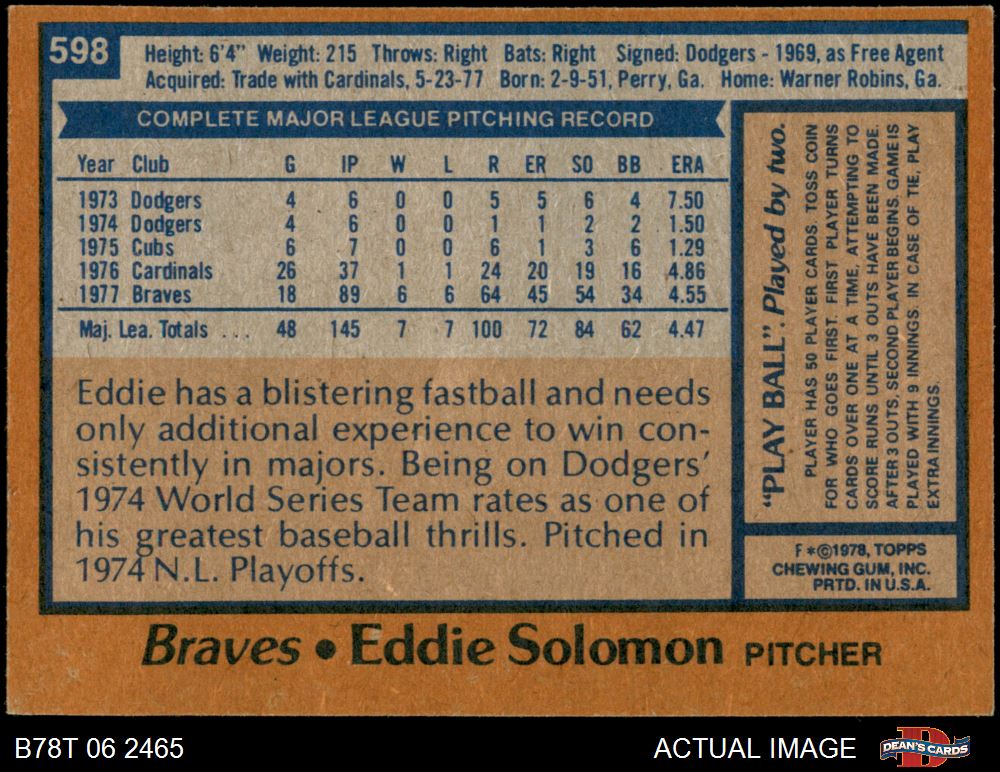 598
Height: 6'4" Weight: 215 Throws: Right Bats: Right Signed: Dodgers - 1969, as Free Agent
Acquired: Trade with Cardinals, 5-23-77 Born: 2-9-51, Perry, Ga. Home: Warner Robins, Ga.
COMPLETE MAJOR LEAGUE PITCHING RECORD
Year Club G IP W L R ER SO BB ERA
1973 Dodgers 4 6 0 0 5 5 6 4 7.50
1974 Dodgers 4 6 0 0 1 1 2 2 1.50
1975 Cubs 6 7 0 0 6 1 3 6 1.29
1976 Cardinals 26 37 1 1 24 20 19 16 4.86
1977 Braves 18 89 6 6 64 45 54 34 4.55
Maj. Lea. Totals ... 48 145 7 7 100 72 84 62 4.47
Eddie has a blistering fastball and needs
only additional experience to win con-
sistently in majors. Being on Dodgers'
1974 World Series Team rates as one of
his greatest baseball thrills. Pitched in
1974 N.L. Playoffs.
"PLAY BALL". Played by two.
PLAYER HAS 50 PLAYER CARDS. TOSS COIN
FOR WHO GOES FIRST. FIRST PLAYER TURNS
CARDS OVER ONE AT A TIME, ATTEMPTING TO
SCORE RUNS UNTIL 3 OUTS HAVE BEEN MADE.
AFTER 3 OUTS, SECOND PLAYER BEGINS. GAME IS
PLAYED WITH 9 INNINGS. IN CASE OF TIE, PLAY
EXTRA INNINGS.
F *©1978, TOPPS
CHEWING GUM, INC.
PRTD. IN U.S.A.
Braves • Eddie Solomon PITCHER
B78T 06 2465 ACTUAL IMAGE
D
DEAN'S CARDS